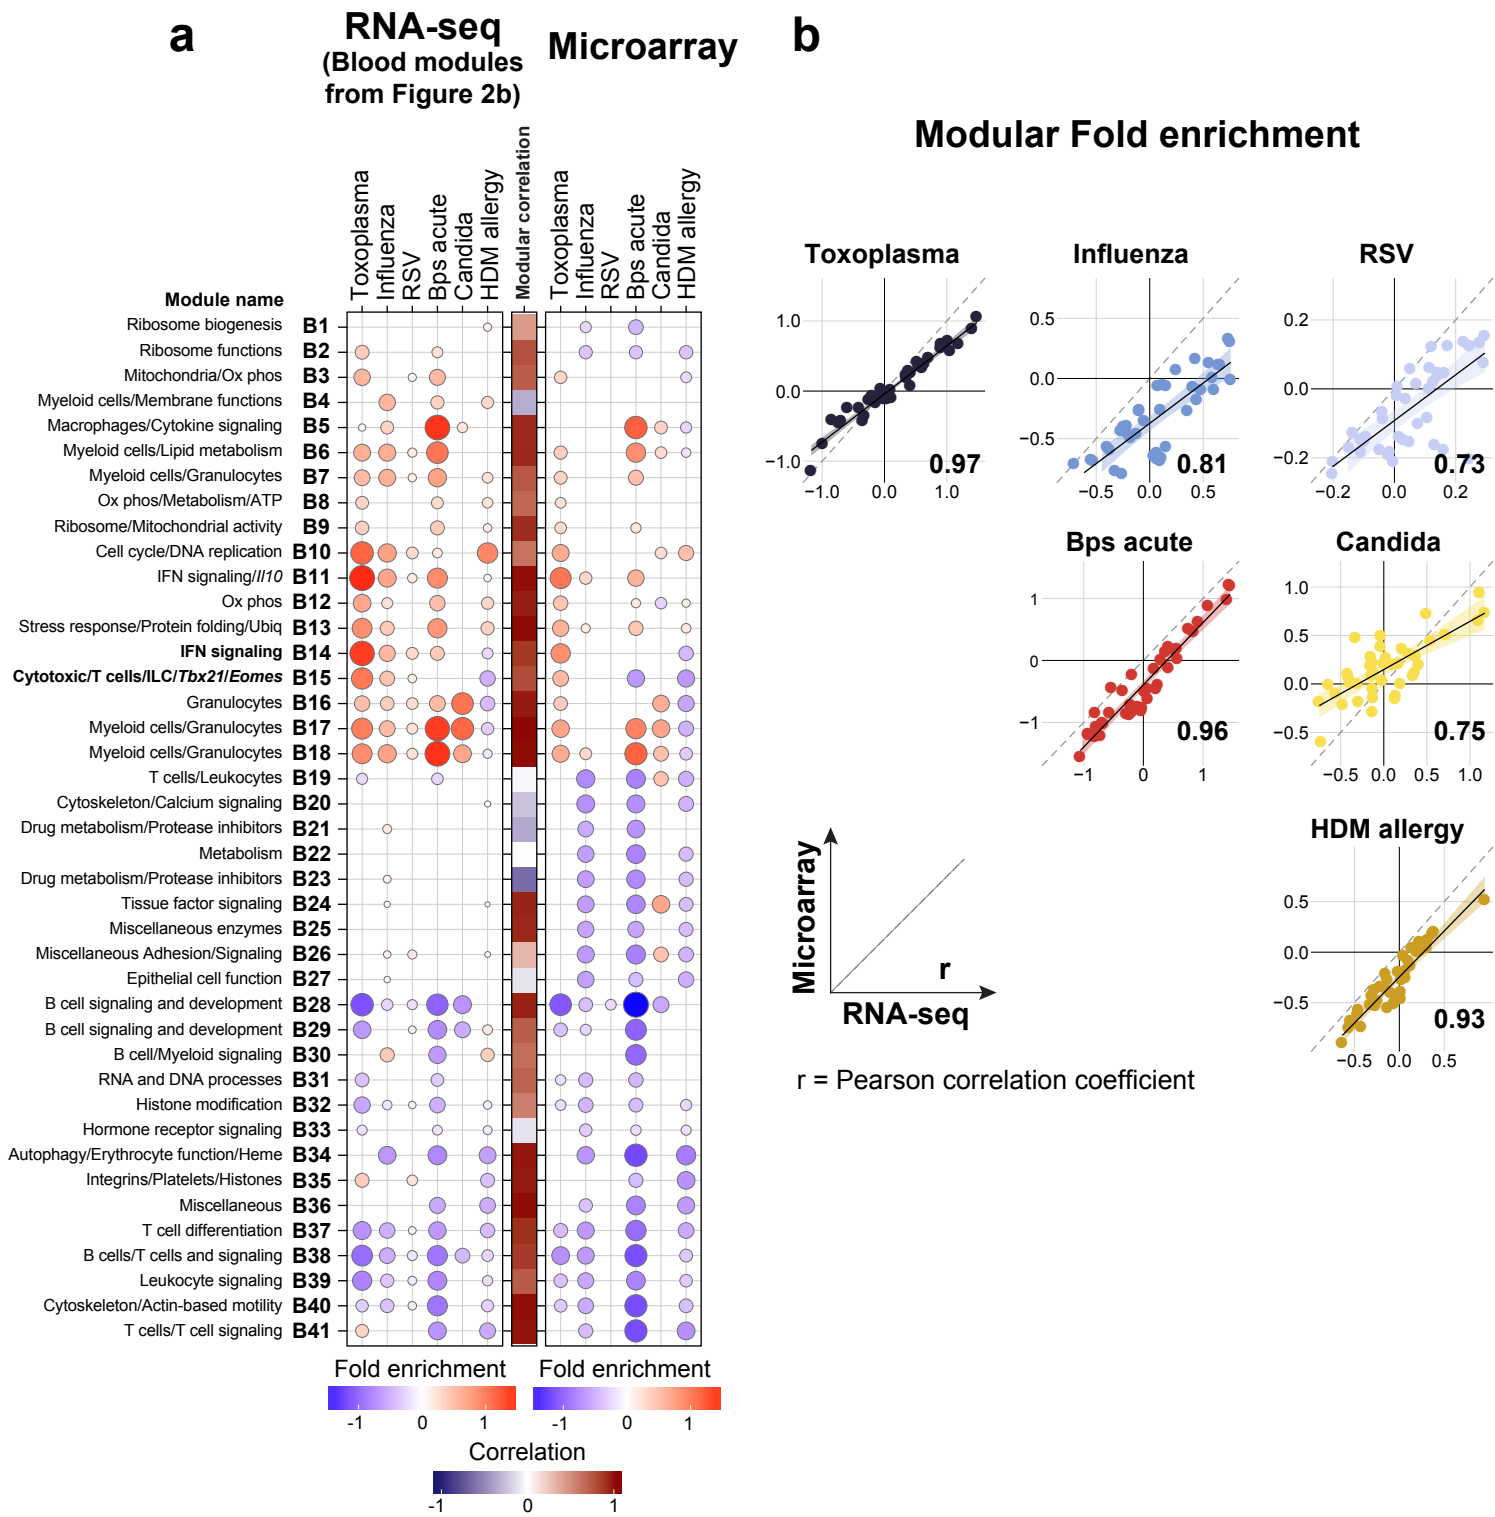 a
RNA-seq
(Blood modules
from Figure 2b)
Microarray
b
Modular Fold enrichment
Toxoplasma
Influenza
RSV
Bps acute
Candida
HDM allergy
Modular correlation
Toxoplasma
Influenza
RSV
Bps acute
Candida
HDM allergy
Module name
Ribosome biogenesis B1
Ribosome functions B2
Mitochondria/Ox phos B3
Myeloid cells/Membrane functions B4
Macrophages/Cytokine signaling B5
Myeloid cells/Lipid metabolism B6
Myeloid cells/Granulocytes B7
Ox phos/Metabolism/ATP B8
Ribosome/Mitochondrial activity B9
Cell cycle/DNA replication B10
IFN signaling/Il10 B11
Ox phos B12
Stress response/Protein folding/Ubiq B13
IFN signaling B14
Cytotoxic/T cells/ILC/Tbx21/Eomes B15
Granulocytes B16
Myeloid cells/Granulocytes B17
Myeloid cells/Granulocytes B18
T cells/Leukocytes B19
Cytoskeleton/Calcium signaling B20
Drug metabolism/Protease inhibitors B21
Metabolism B22
Drug metabolism/Protease inhibitors B23
Tissue factor signaling B24
Miscellaneous enzymes B25
Miscellaneous Adhesion/Signaling B26
Epithelial cell function B27
B cell signaling and development B28
B cell signaling and development B29
B cell/Myeloid signaling B30
RNA and DNA processes B31
Histone modification B32
Hormone receptor signaling B33
Autophagy/Erythrocyte function/Heme B34
Integrins/Platelets/Histones B35
Miscellaneous B36
T cell differentiation B37
B cells/T cells and signaling B38
Leukocyte signaling B39
Cytoskeleton/Actin-based motility B40
T cells/T cell signaling B41
Fold enrichment
-1 0 1
Fold enrichment
-1 0 1
Correlation
-1 0 1
Toxoplasma
1.0
0.0
−1.0
0.97
−1.0 0.0 1.0
Influenza
0.5
0.0
−0.5
0.81
−0.5 0.0 0.5
RSV
0.2
0.0
−0.2
0.73
−0.2 0.0 0.2
Bps acute
1
0
−1
0.96
−1 0 1
Candida
1.0
0.5
0.0
−0.5
0.75
−0.5 0.0 0.5 1.0
HDM allergy
0.5
0.0
−0.5
0.93
−0.5 0.0 0.5
Microarray
r
RNA-seq
r = Pearson correlation coefficient